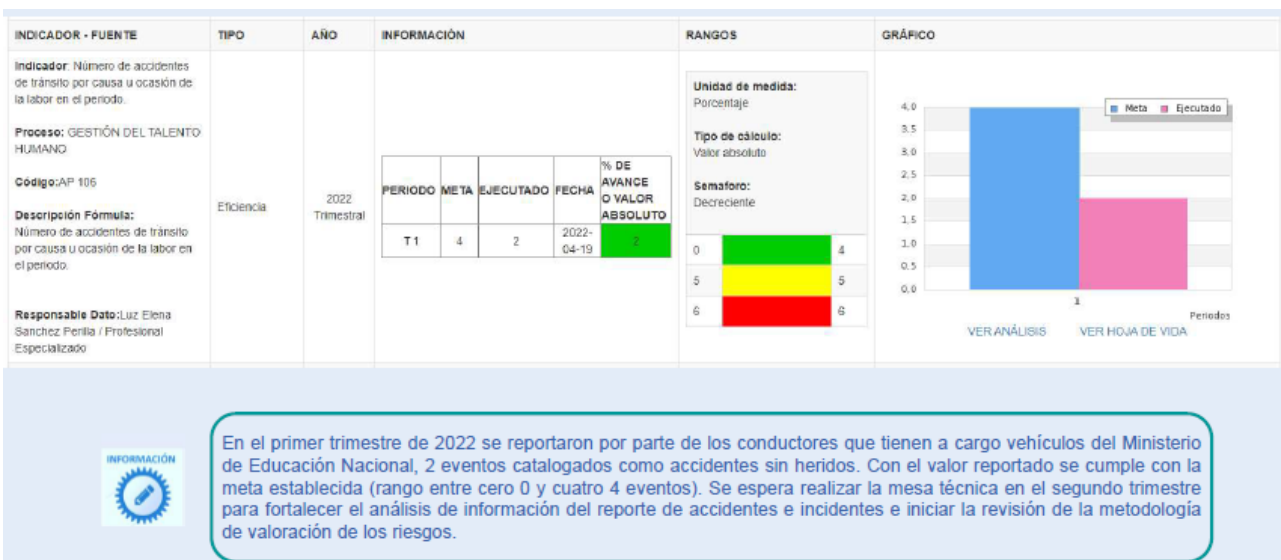 INDICADOR - FUENTE TIPO AÑO INFORMACIÓN RANGOS GRÁFICO
Indicador: Número de accidentes
de tránsito por causa u ocasión de
la labor en el periodo.
Proceso: GESTIÓN DEL TALENTO
HUMANO
Código:AP 106
Descripción Fórmula:
Número de accidentes de tránsito
por causa u ocasión de la labor en
el periodo.
Responsable Dato:Luz Elena
Sanchez Perilla / Profesional
Especializado
Eficiencia
2022
Trimestral
PERIODO META EJECUTADO FECHA % DE
AVANCE
O VALOR
ABSOLUTO
T 1 4 2 2022-
04-19 2
Unidad de medida:
Porcentaje
Tipo de cálculo:
Valor absoluto
Semaforo:
Decreciente
0 4
5 5
6 6
Meta Ejecutado
4,0
3,5
3,0
2,5
2,0
1,5
1,0
0,5
0,0
1
Periodos
VER ANÁLISIS VER HOJA DE VIDA
INFORMACIÓN
En el primer trimestre de 2022 se reportaron por parte de los conductores que tienen a cargo vehículos del Ministerio
de Educación Nacional, 2 eventos catalogados como accidentes sin heridos. Con el valor reportado se cumple con la
meta establecida (rango entre cero 0 y cuatro 4 eventos). Se espera realizar la mesa técnica en el segundo trimestre
para fortalecer el análisis de información del reporte de accidentes e incidentes e iniciar la revisión de la metodología
de valoración de los riesgos.